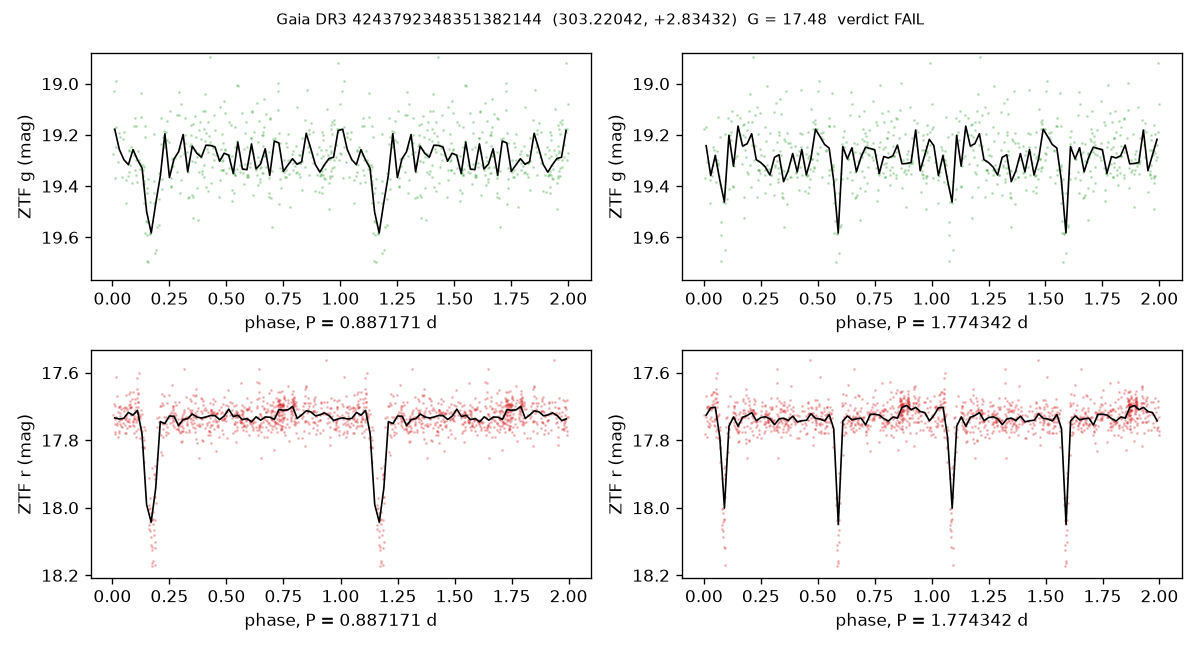 Gaia DR3 4243792348351382144  (303.22042, +2.83432)  G = 17.48  verdict FAIL
ZTF g (mag)
19.0
19.2
19.4
19.6
0.00 0.25 0.50 0.75 1.00 1.25 1.50 1.75 2.00
phase, P = 0.887171 d
ZTF g (mag)
19.0
19.2
19.4
19.6
0.00 0.25 0.50 0.75 1.00 1.25 1.50 1.75 2.00
phase, P = 1.774342 d
ZTF r (mag)
17.6
17.8
18.0
18.2
0.00 0.25 0.50 0.75 1.00 1.25 1.50 1.75 2.00
phase, P = 0.887171 d
ZTF r (mag)
17.6
17.8
18.0
18.2
0.00 0.25 0.50 0.75 1.00 1.25 1.50 1.75 2.00
phase, P = 1.774342 d